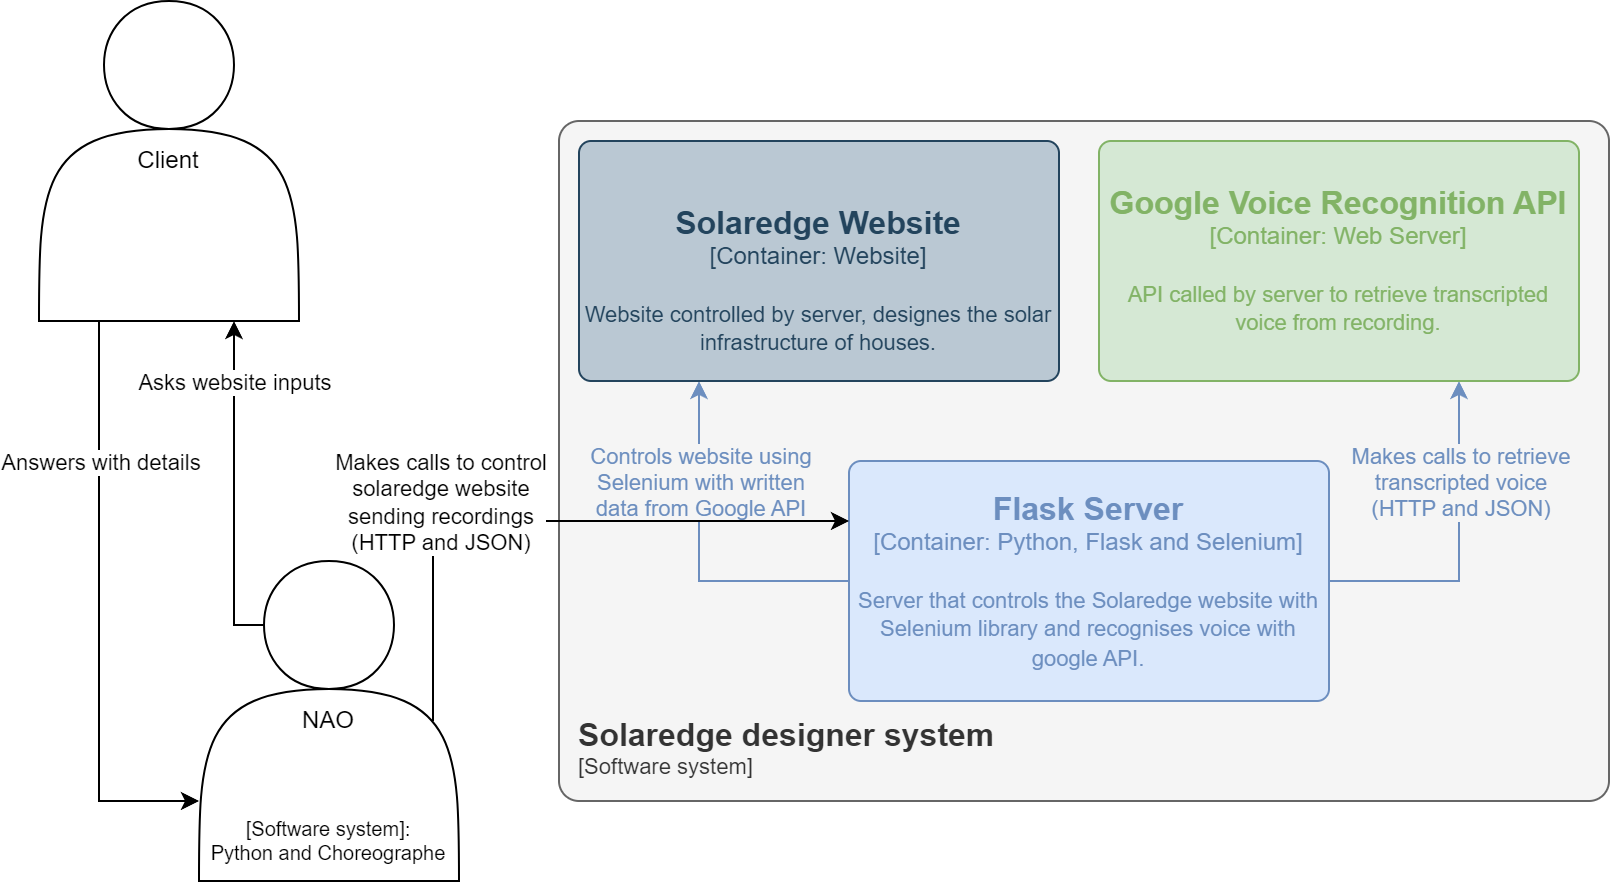 Client
Asks website inputs
Answers with details
Makes calls to control
solaredge website
sending recordings
(HTTP and JSON)
NAO
[Software system]:
Python and Choreographe
Solaredge Website
[Container: Website]
Website controlled by server, designes the solar
infrastructure of houses.
Google Voice Recognition API
[Container: Web Server]
API called by server to retrieve transcripted
voice from recording.
Controls website using
Selenium with written
data from Google API
Flask Server
[Container: Python, Flask and Selenium]
Server that controls the Solaredge website with
Selenium library and recognises voice with
google API.
Makes calls to retrieve
transcripted voice
(HTTP and JSON)
Solaredge designer system
[Software system]